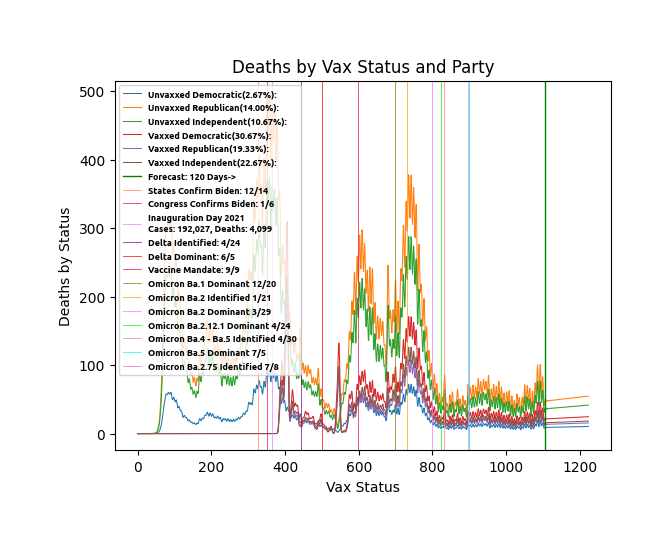 Deaths by Vax Status and Party
Deaths by Status
500
400
300
200
100
0
Unvaxxed Democratic(2.67%):
Unvaxxed Republican(14.00%):
Unvaxxed Independent(10.67%):
Vaxxed Democratic(30.67%):
Vaxxed Republican(19.33%):
Vaxxed Independent(22.67%):
Forecast: 120 Days->
States Confirm Biden: 12/14
Congress Confirms Biden: 1/6
Inauguration Day 2021
Cases: 192,027, Deaths: 4,099
Delta Identified: 4/24
Delta Dominant: 6/5
Vaccine Mandate: 9/9
Omicron Ba.1 Dominant 12/20
Omicron Ba.2 Identified 1/21
Omicron Ba.2 Dominant 3/29
Omicron Ba.2.12.1 Dominant 4/24
Omicron Ba.4 - Ba.5 Identified 4/30
Omicron Ba.5 Dominant 7/5
Omicron Ba.2.75 Identified 7/8
0 200 400 600 800 1000 1200
Vax Status